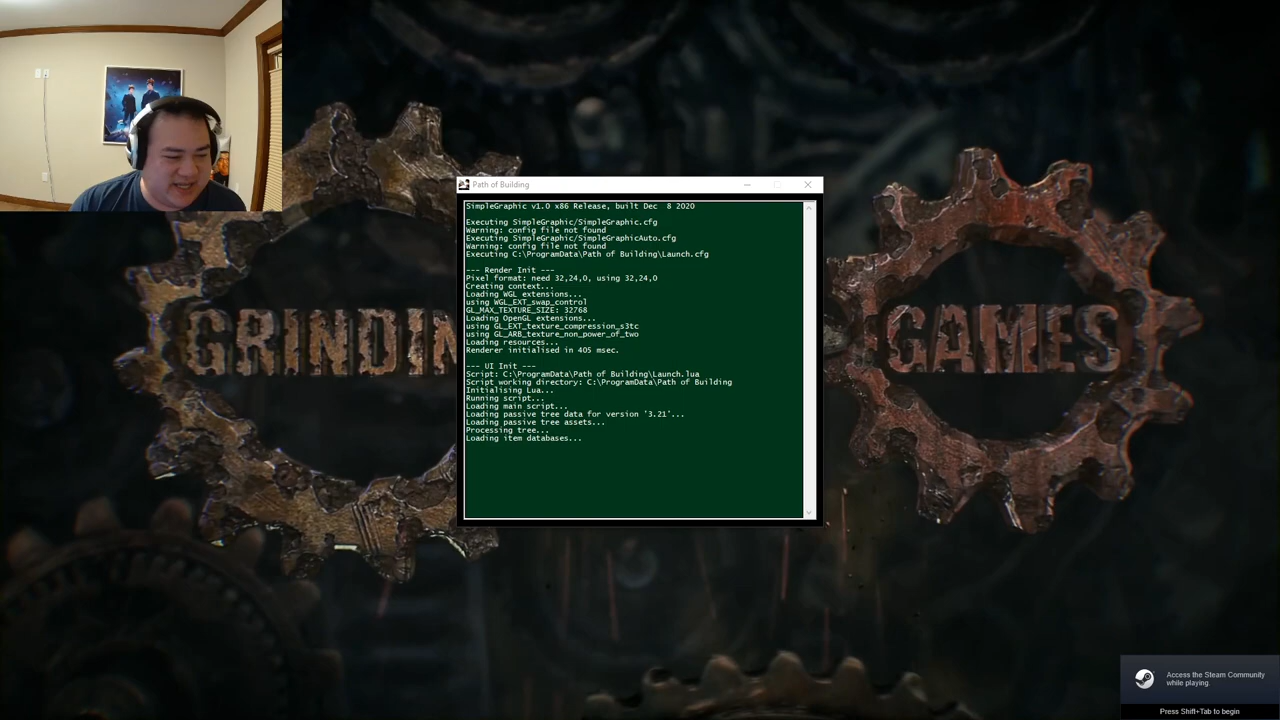 Path of Building
SimpleGraphic v1.0 x86 Release, built Dec  8 2020
Executing SimpleGraphic/SimpleGraphic.cfg
Warning: config file not found
Executing SimpleGraphic/SimpleGraphicAuto.cfg
Warning: config file not found
Executing C:\ProgramData\Path of Building\Launch.cfg
--- Render Init ---
Pixel format: need 32,24,0, using 32,24,0
Creating context...
Loading WGL extensions...
using WGL_EXT_swap_control
GL_MAX_TEXTURE_SIZE: 32768
Loading OpenGL extensions...
using GL_EXT_texture_compression_s3tc
using GL_ARB_texture_non_power_of_two
Loading resources...
Renderer initialised in 405 msec.
--- UI Init ---
Script: C:\ProgramData\Path of Building\Launch.lua
Script working directory: C:\ProgramData\Path of Building
Initialising Lua...
Running script...
Loading main script...
Loading passive tree data for version '3.21'...
Loading passive tree assets...
Processing tree...
Loading item databases...
GRINDIN GAMES
Access the Steam Community
while playing.
Press Shift+Tab to begin